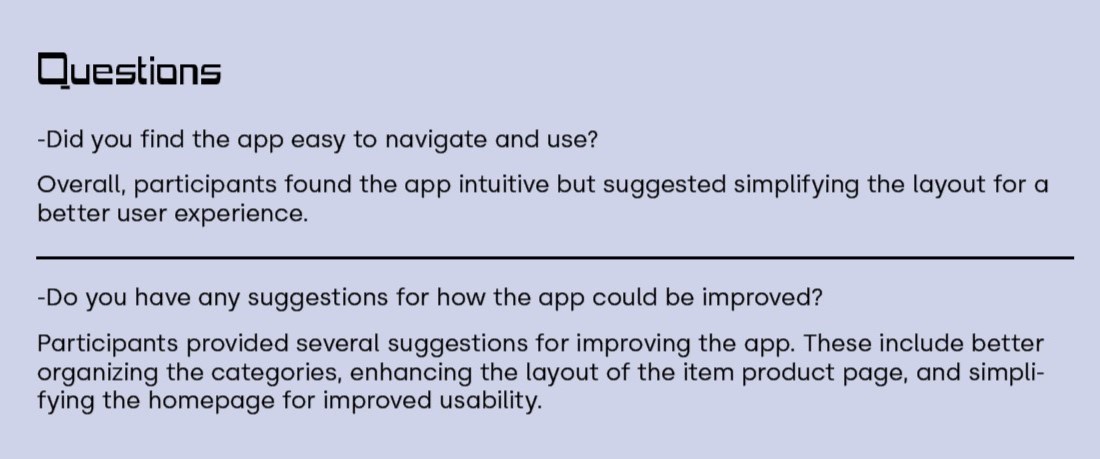 Questions
-Did you find the app easy to navigate and use?
Overall, participants found the app intuitive but suggested simplifying the layout for a
better user experience.
-Do you have any suggestions for how the app could be improved?
Participants provided several suggestions for improving the app. These include better
organizing the categories, enhancing the layout of the item product page, and simpli-
fying the homepage for improved usability.